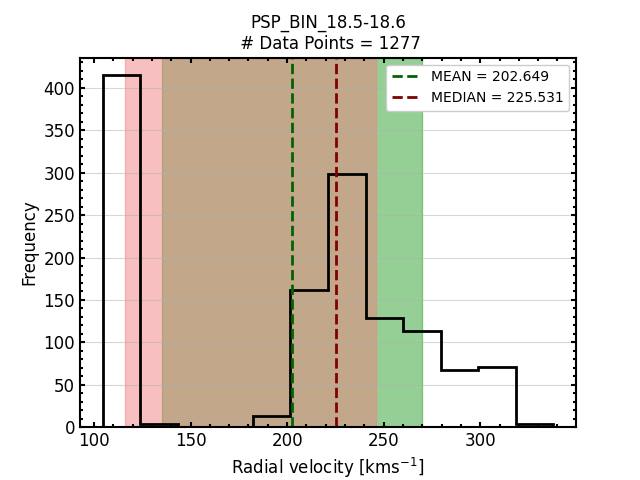 PSP_BIN_18.5-18.6
# Data Points = 1277
MEAN = 202.649
MEDIAN = 225.531
Frequency
400
350
300
250
200
150
100
50
0
100 150 200 250 300
Radial velocity [kms⁻¹]